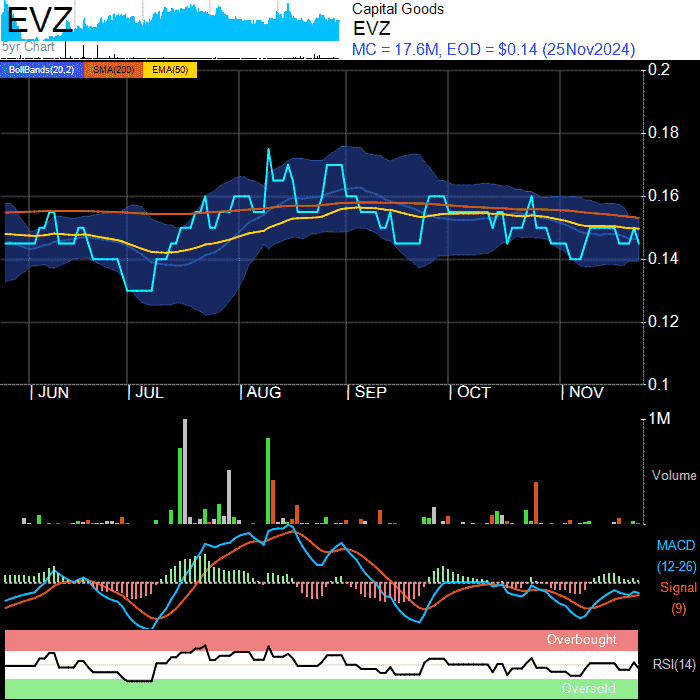 EVZ
5yr Chart
Capital Goods
EVZ
MC = 17.6M, EOD = $0.14 (25Nov2024)
BollBands(20,2) SMA(200) EMA(50)
0.2
0.18
0.16
0.14
0.12
0.1
JUN JUL AUG SEP OCT NOV
1M
Volume
MACD
(12-26)
Signal
(9)
Overbought
RSI(14)
Oversold